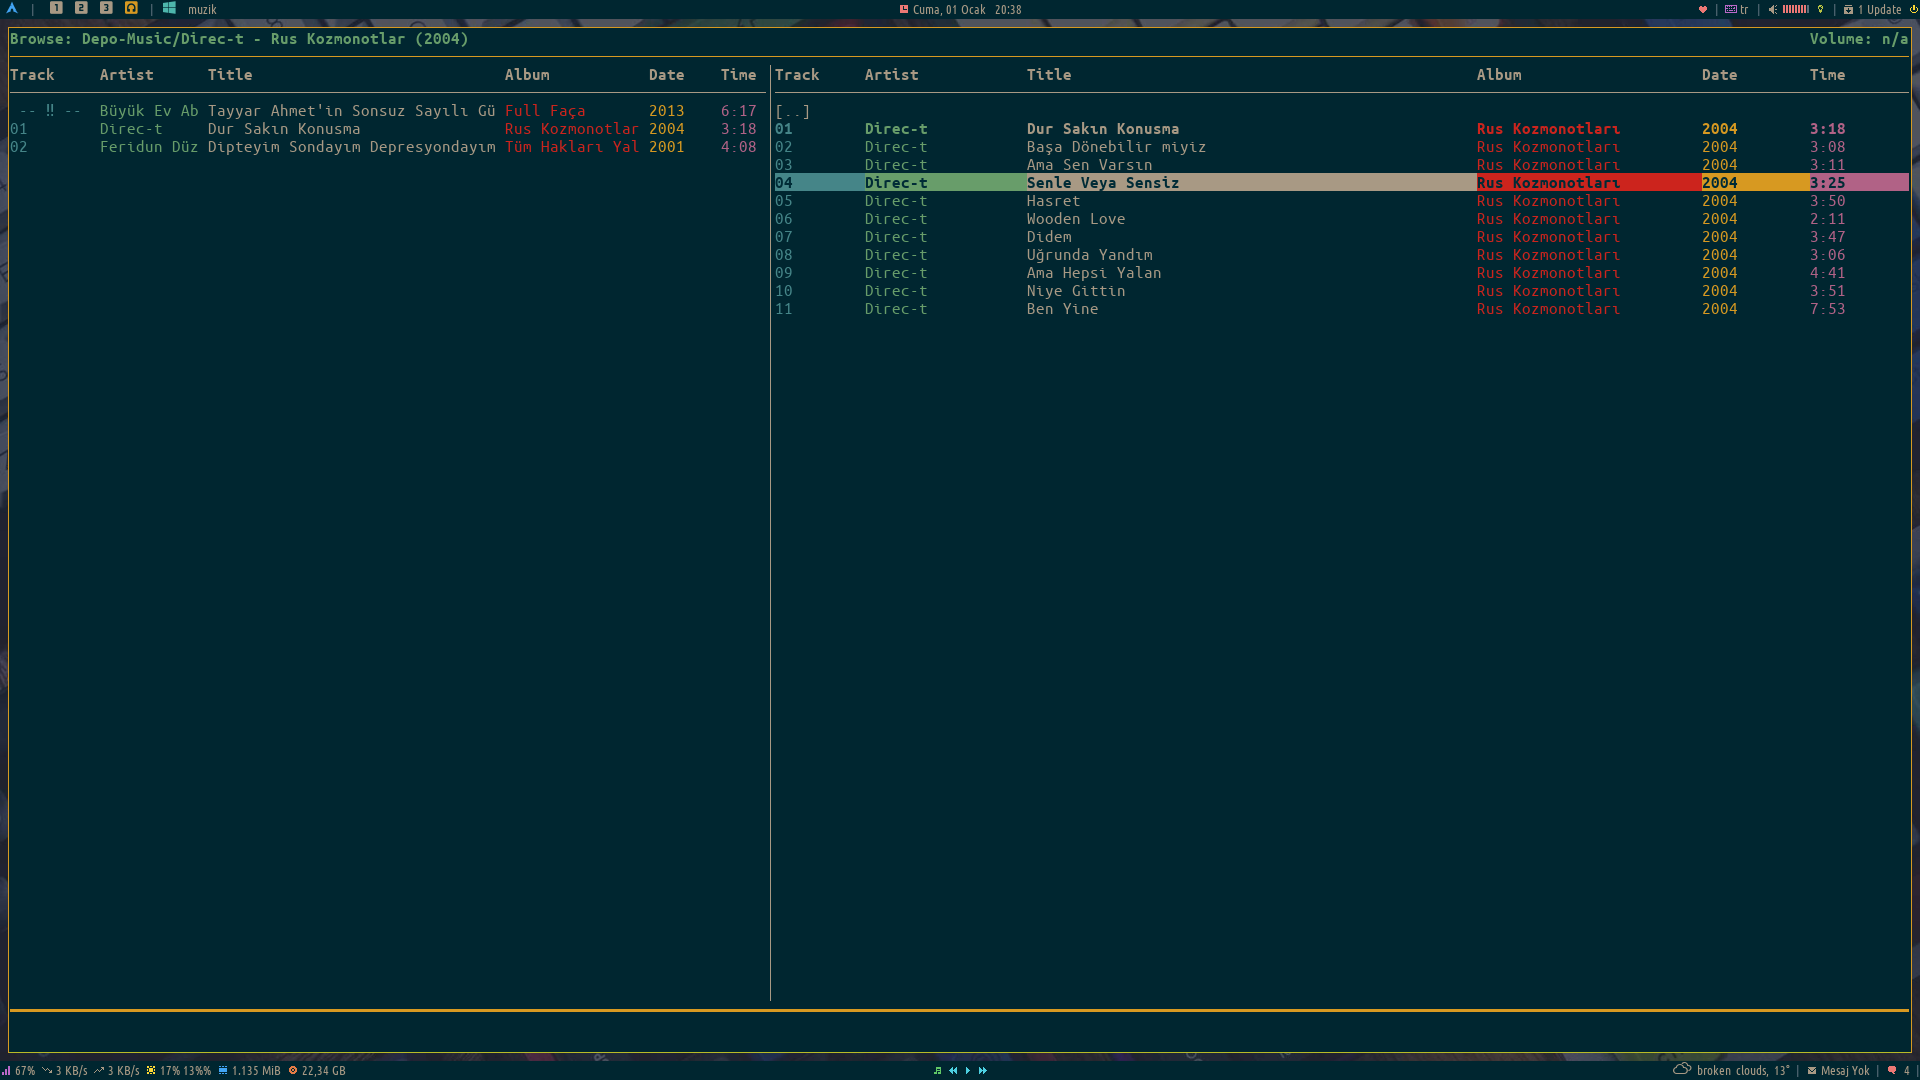 1 2 3 muzik Cuma, 01 Ocak 20:38 tr 1 Update
Browse: Depo-Music/Direc-t - Rus Kozmonotlar (2004) Volume: n/a
Track Artist Title Album Date Time
-- !! -- Büyük Ev Ab Tayyar Ahmet'in Sonsuz Sayılı Gü Full Faça 2013 6:17
01 Direc-t Dur Sakın Konusma Rus Kozmonotlar 2004 3:18
02 Feridun Düz Dipteyim Sondayım Depresyondayım Tüm Hakları Yal 2001 4:08
Track Artist Title Album Date Time
[..]
01 Direc-t Dur Sakın Konusma Rus Kozmonotları 2004 3:18
02 Direc-t Başa Dönebilir miyiz Rus Kozmonotları 2004 3:08
03 Direc-t Ama Sen Varsın Rus Kozmonotları 2004 3:11
04 Direc-t Senle Veya Sensiz Rus Kozmonotları 2004 3:25
05 Direc-t Hasret Rus Kozmonotları 2004 3:50
06 Direc-t Wooden Love Rus Kozmonotları 2004 2:11
07 Direc-t Didem Rus Kozmonotları 2004 3:47
08 Direc-t Uğrunda Yandım Rus Kozmonotları 2004 3:06
09 Direc-t Ama Hepsi Yalan Rus Kozmonotları 2004 4:41
10 Direc-t Niye Gittin Rus Kozmonotları 2004 3:51
11 Direc-t Ben Yine Rus Kozmonotları 2004 7:53
67% 3 KB/s 3 KB/s 17% 13%% 1.135 MiB 22,34 GB broken clouds, 13° Mesaj Yok 4